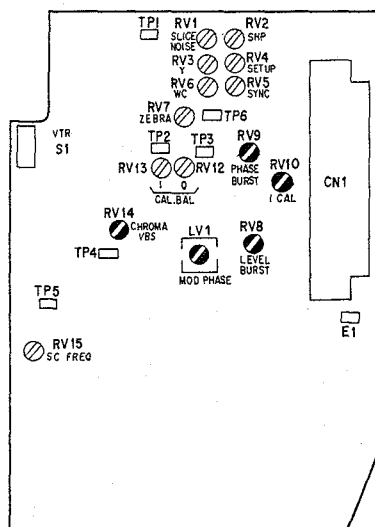 TP1
RV1
SLICE
NOISE
RV2
SHP
RV3
Y
RV4
SETUP
RV6
WC
RV5
SYNC
RV7
ZEBRA
TP6
VTR
S1
TP2
TP3
RV9
PHASE
BURST
RV13
I
Q
RV12
CAL.BAL
RV10
I CAL
CN1
RV14
CHROMA
VBS
TP4
LV1
MOD PHASE
RV8
LEVEL
BURST
TP5
E1
RV15
SC FREQ